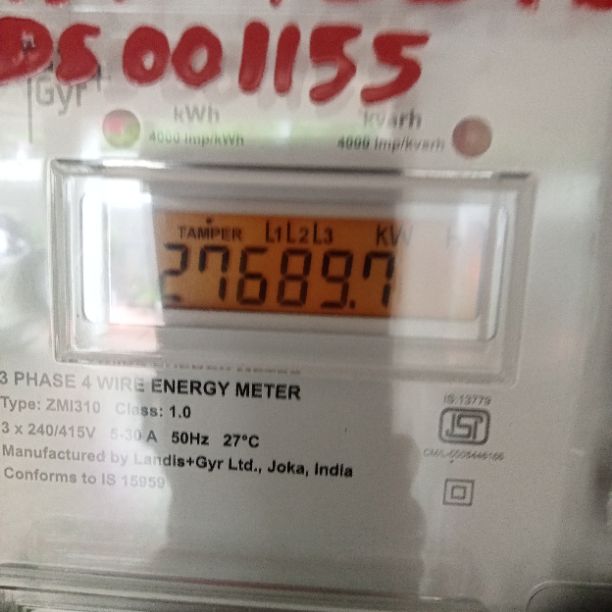 DS 001155
Gyr
kWh
4000 Imp/kWh
kvarh
4000 Imp/kvarh
TAMPER L1 L2 L3 kW
27689.7
3 PHASE 4 WIRE ENERGY METER
Type: ZMI310 Class: 1.0
3 x 240/415V 5-30 A 50Hz 27°C
Manufactured by Landis+Gyr Ltd., Joka, India
Conforms to IS 15959
IS:13779
ISI